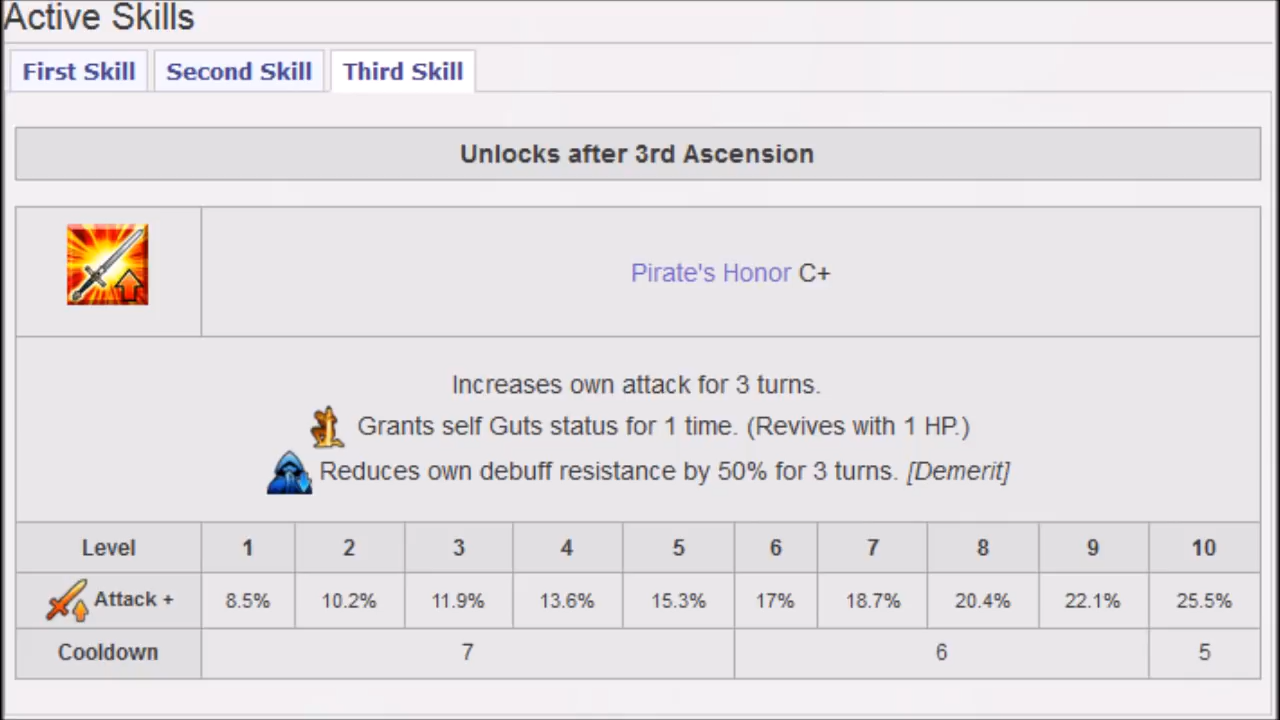 Active Skills
First Skill Second Skill Third Skill
Unlocks after 3rd Ascension
Pirate's Honor C+
Increases own attack for 3 turns.
Grants self Guts status for 1 time. (Revives with 1 HP.)
Reduces own debuff resistance by 50% for 3 turns. [Demerit]
Level 1 2 3 4 5 6 7 8 9 10
Attack + 8.5% 10.2% 11.9% 13.6% 15.3% 17% 18.7% 20.4% 22.1% 25.5%
Cooldown 7 6 5